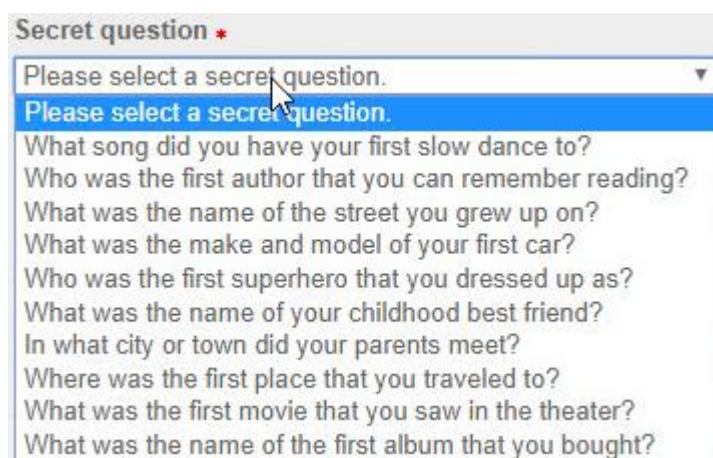 Secret question *
Please select a secret question.
Please select a secret question.
What song did you have your first slow dance to?
Who was the first author that you can remember reading?
What was the name of the street you grew up on?
What was the make and model of your first car?
Who was the first superhero that you dressed up as?
What was the name of your childhood best friend?
In what city or town did your parents meet?
Where was the first place that you traveled to?
What was the first movie that you saw in the theater?
What was the name of the first album that you bought?